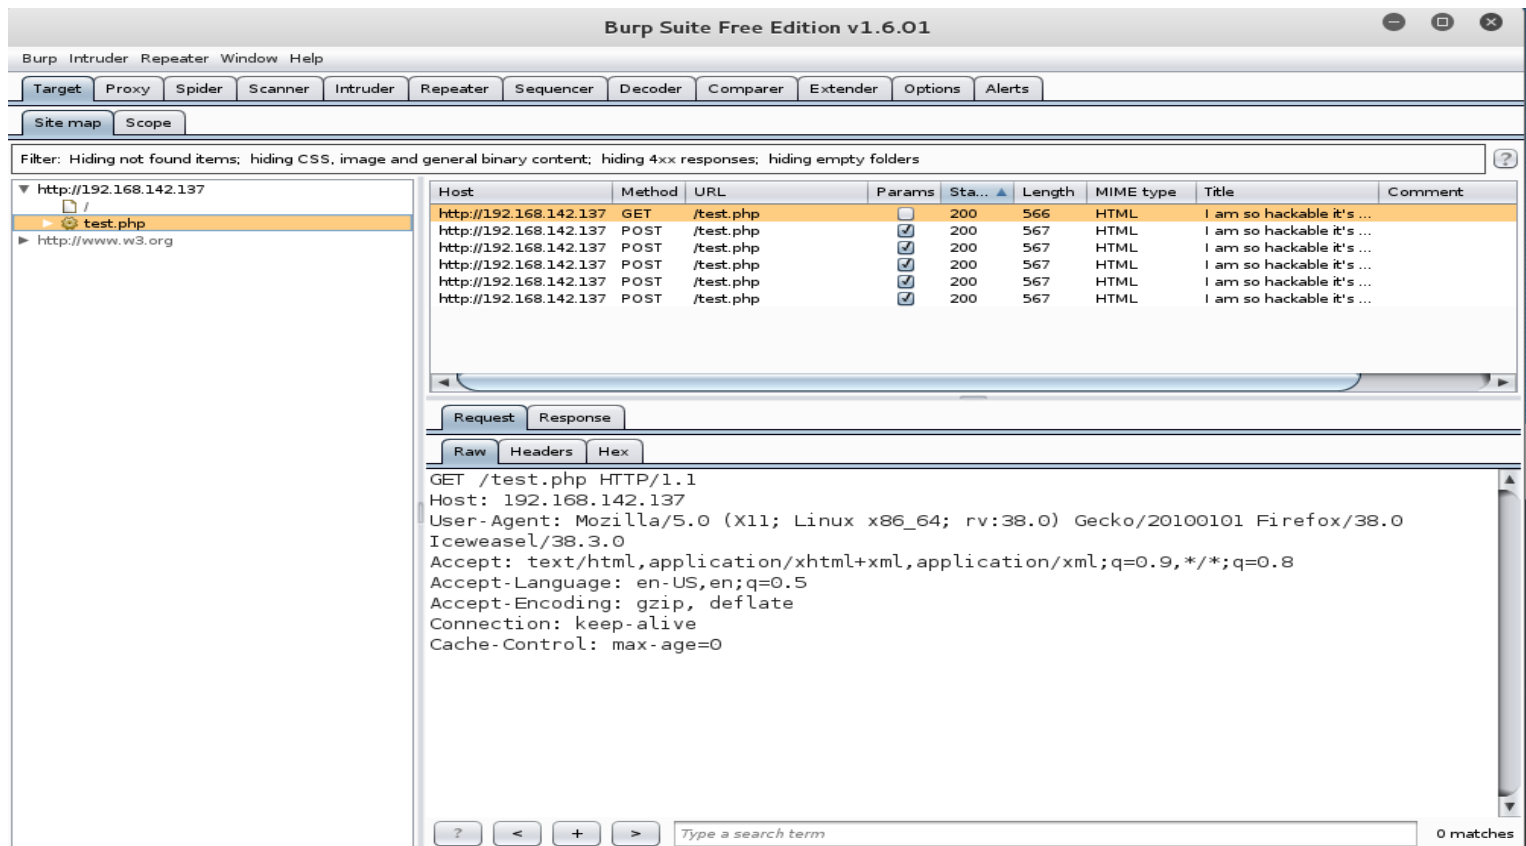 Burp Suite Free Edition v1.6.01
Burp Intruder Repeater Window Help
Target Proxy Spider Scanner Intruder Repeater Sequencer Decoder Comparer Extender Options Alerts
Site map Scope
Filter: Hiding not found items; hiding CSS, image and general binary content; hiding 4xx responses; hiding empty folders ?
http://192.168.142.137
/
test.php
http://www.w3.org
Host Method URL Params Sta... Length MIME type Title Comment
http://192.168.142.137 GET /test.php 200 566 HTML I am so hackable it's ...
http://192.168.142.137 POST /test.php 200 567 HTML I am so hackable it's ...
http://192.168.142.137 POST /test.php 200 567 HTML I am so hackable it's ...
http://192.168.142.137 POST /test.php 200 567 HTML I am so hackable it's ...
http://192.168.142.137 POST /test.php 200 567 HTML I am so hackable it's ...
http://192.168.142.137 POST /test.php 200 567 HTML I am so hackable it's ...
Request Response
Raw Headers Hex
GET /test.php HTTP/1.1
Host: 192.168.142.137
User-Agent: Mozilla/5.0 (X11; Linux x86_64; rv:38.0) Gecko/20100101 Firefox/38.0
Iceweasel/38.3.0
Accept: text/html,application/xhtml+xml,application/xml;q=0.9,*/*;q=0.8
Accept-Language: en-US,en;q=0.5
Accept-Encoding: gzip, deflate
Connection: keep-alive
Cache-Control: max-age=0
? < + > Type a search term 0 matches